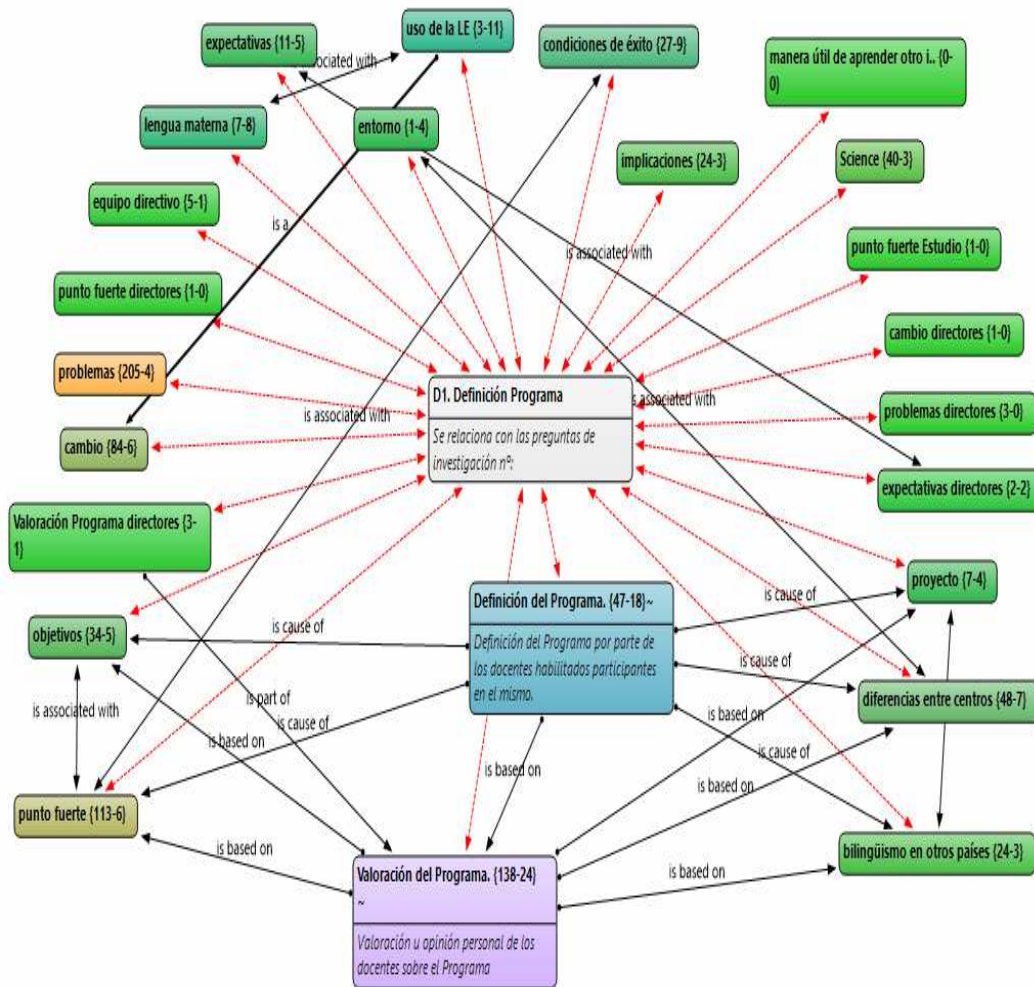 uso de la LE {3-11}
expectativas {11-5}
condiciones de éxito {27-9}
manera útil de aprender otro i.. {0-
0}
is associated with
lengua materna {7-8}
entorno {1-4}
implicaciones {24-3}
Science {40-3}
equipo directivo {5-1}
is a
punto fuerte Estudio {1-0}
is associated with
punto fuerte directores {1-0}
cambio directores {1-0}
problemas {205-4}
D1. Definición Programa
is associated with
is associated with
problemas directores {3-0}
cambio {84-6}
Se relaciona con las preguntas de
investigación nº:
expectativas directores {2-2}
Valoración Programa directores {3-
1}
proyecto {7-4}
Definición del Programa. {47-18}~
is cause of
objetivos {34-5}
is cause of
Definición del Programa por parte de
los docentes habilitados participantes
en el mismo.
is cause of
diferencias entre centros {48-7}
is associated with
is part of
is cause of
is based on
is based on
is cause of
is based on
is based on
punto fuerte {113-6}
bilingüismo en otros países {24-3}
is based on
is based on
Valoración del Programa. {138-24}
~
Valoración u opinión personal de los
docentes sobre el Programa